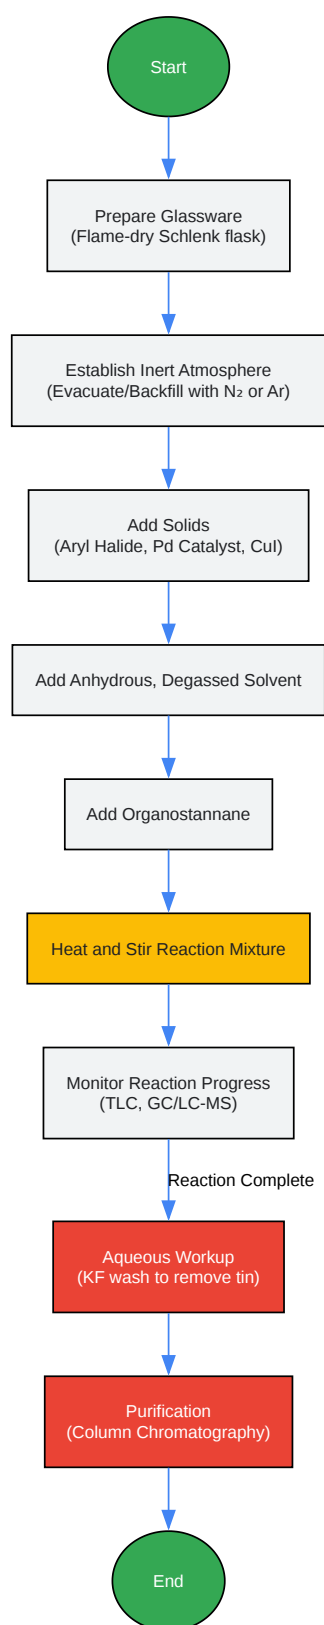 Start
Prepare Glassware
(Flame-dry Schlenk flask)
Establish Inert Atmosphere
(Evacuate/Backfill with N₂ or Ar)
Add Solids
(Aryl Halide, Pd Catalyst, CuI)
Add Anhydrous, Degassed Solvent
Add Organostannane
Heat and Stir Reaction Mixture
Monitor Reaction Progress
(TLC, GC/LC-MS)
Reaction Complete
Aqueous Workup
(KF wash to remove tin)
Purification
(Column Chromatography)
End